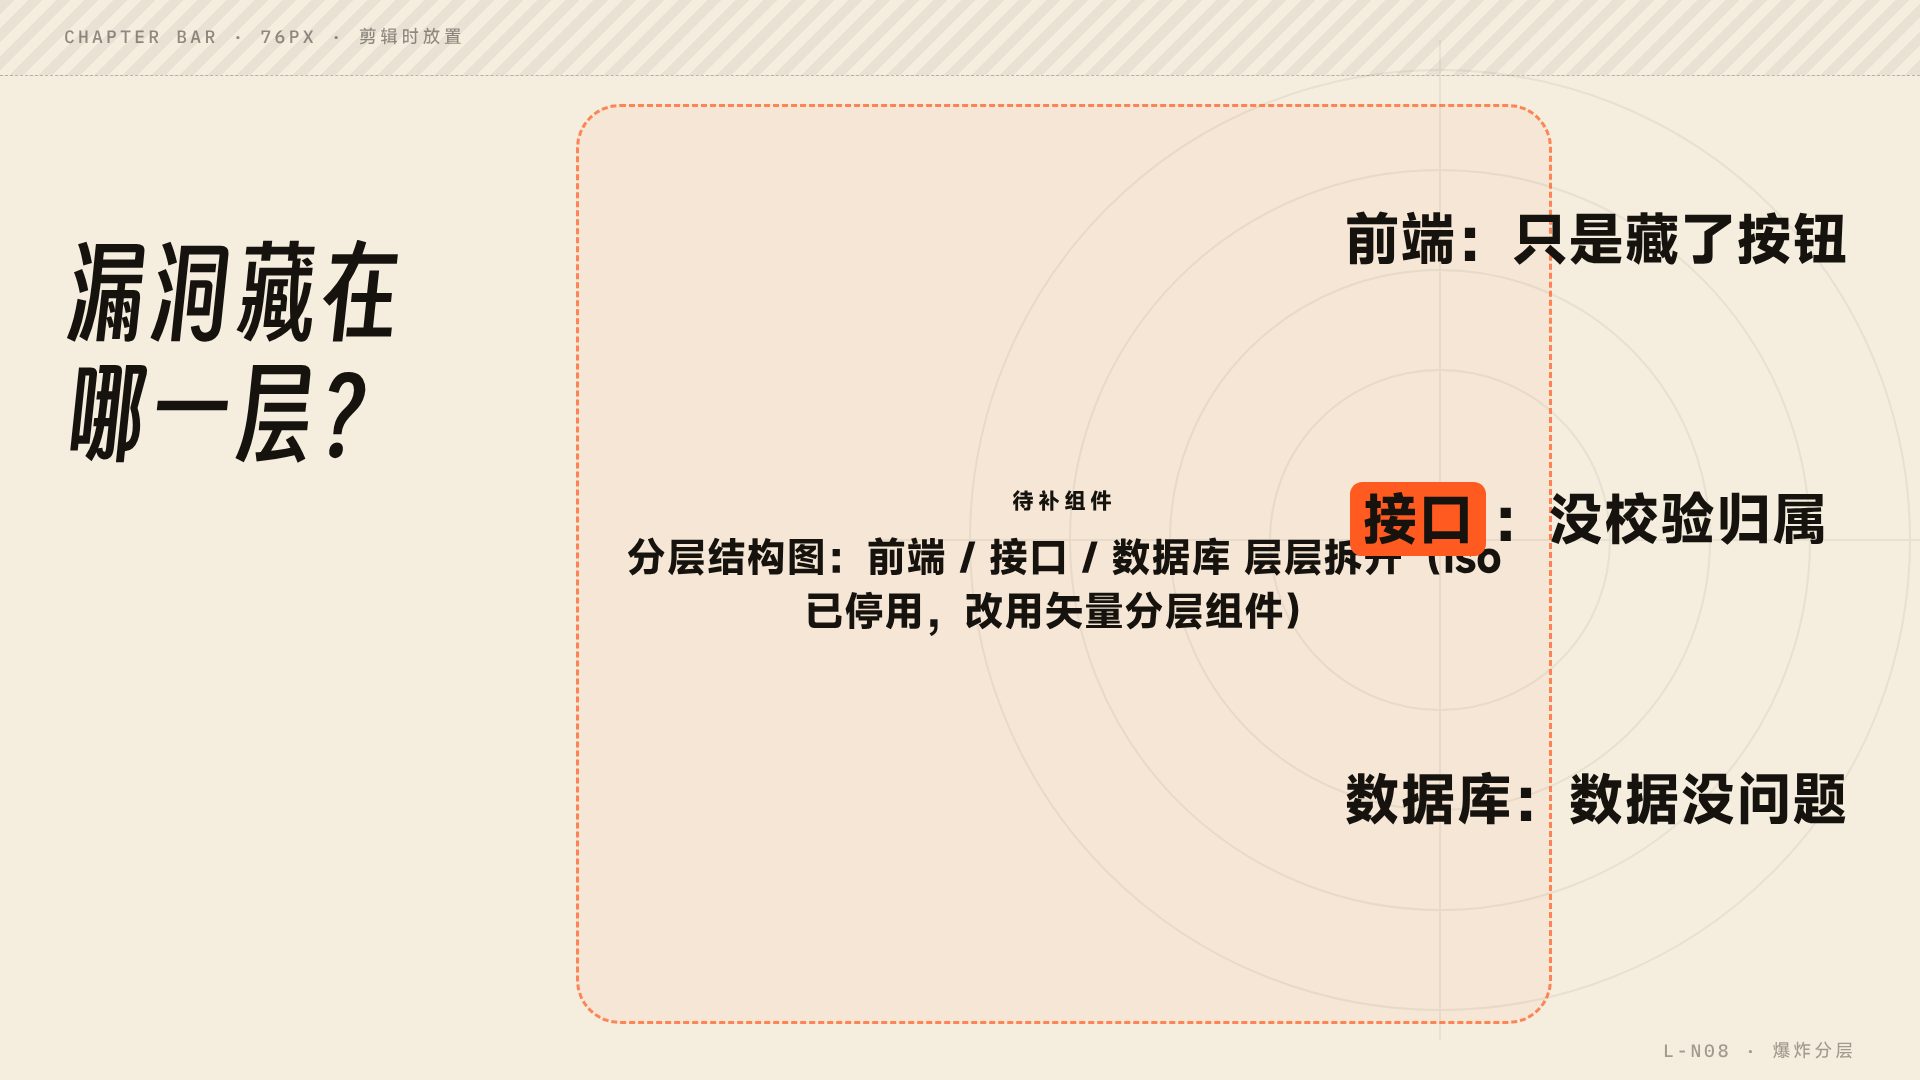 CHAPTER BAR · 76PX · 剪辑时放置
漏洞藏在
哪一层？
前端：只是藏了按钮
待补组件
接口：没校验归属
分层结构图：前端 / 接口 / 数据库 层层拆开（iso
已停用，改用矢量分层组件）
数据库：数据没问题
L-N08 · 爆炸分层